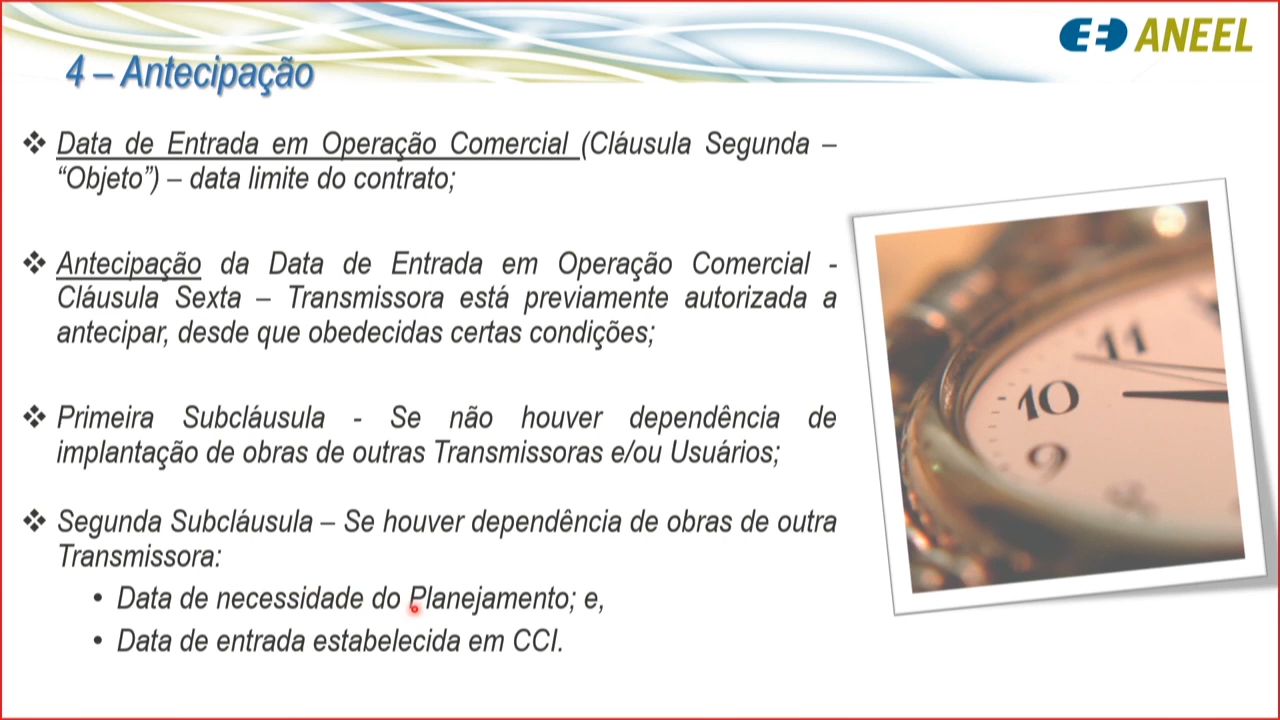 ANEEL
4 – Antecipação
❖ Data de Entrada em Operação Comercial (Cláusula Segunda –
“Objeto”) – data limite do contrato;
❖ Antecipação da Data de Entrada em Operação Comercial -
Cláusula Sexta – Transmissora está previamente autorizada a
antecipar, desde que obedecidas certas condições;
❖ Primeira Subcláusula - Se não houver dependência de
implantação de obras de outras Transmissoras e/ou Usuários;
❖ Segunda Subcláusula – Se houver dependência de obras de outra
Transmissora:
• Data de necessidade do Planejamento; e,
• Data de entrada estabelecida em CCI.
11
10
9